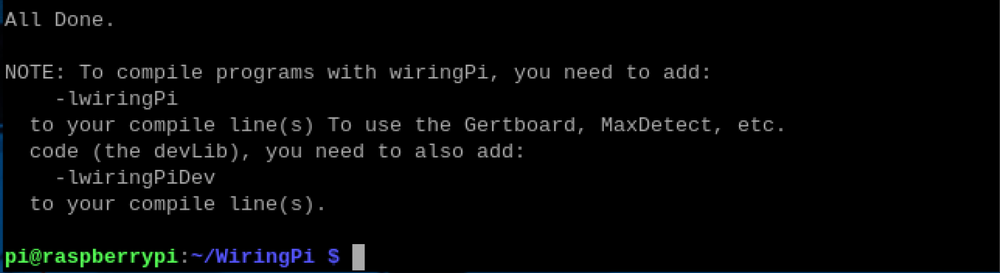 All Done.
NOTE: To compile programs with wiringPi, you need to add:
-lwiringPi
to your compile line(s) To use the Gertboard, MaxDetect, etc.
code (the devLib), you need to also add:
-lwiringPiDev
to your compile line(s).
pi@raspberrypi:~/WiringPi $